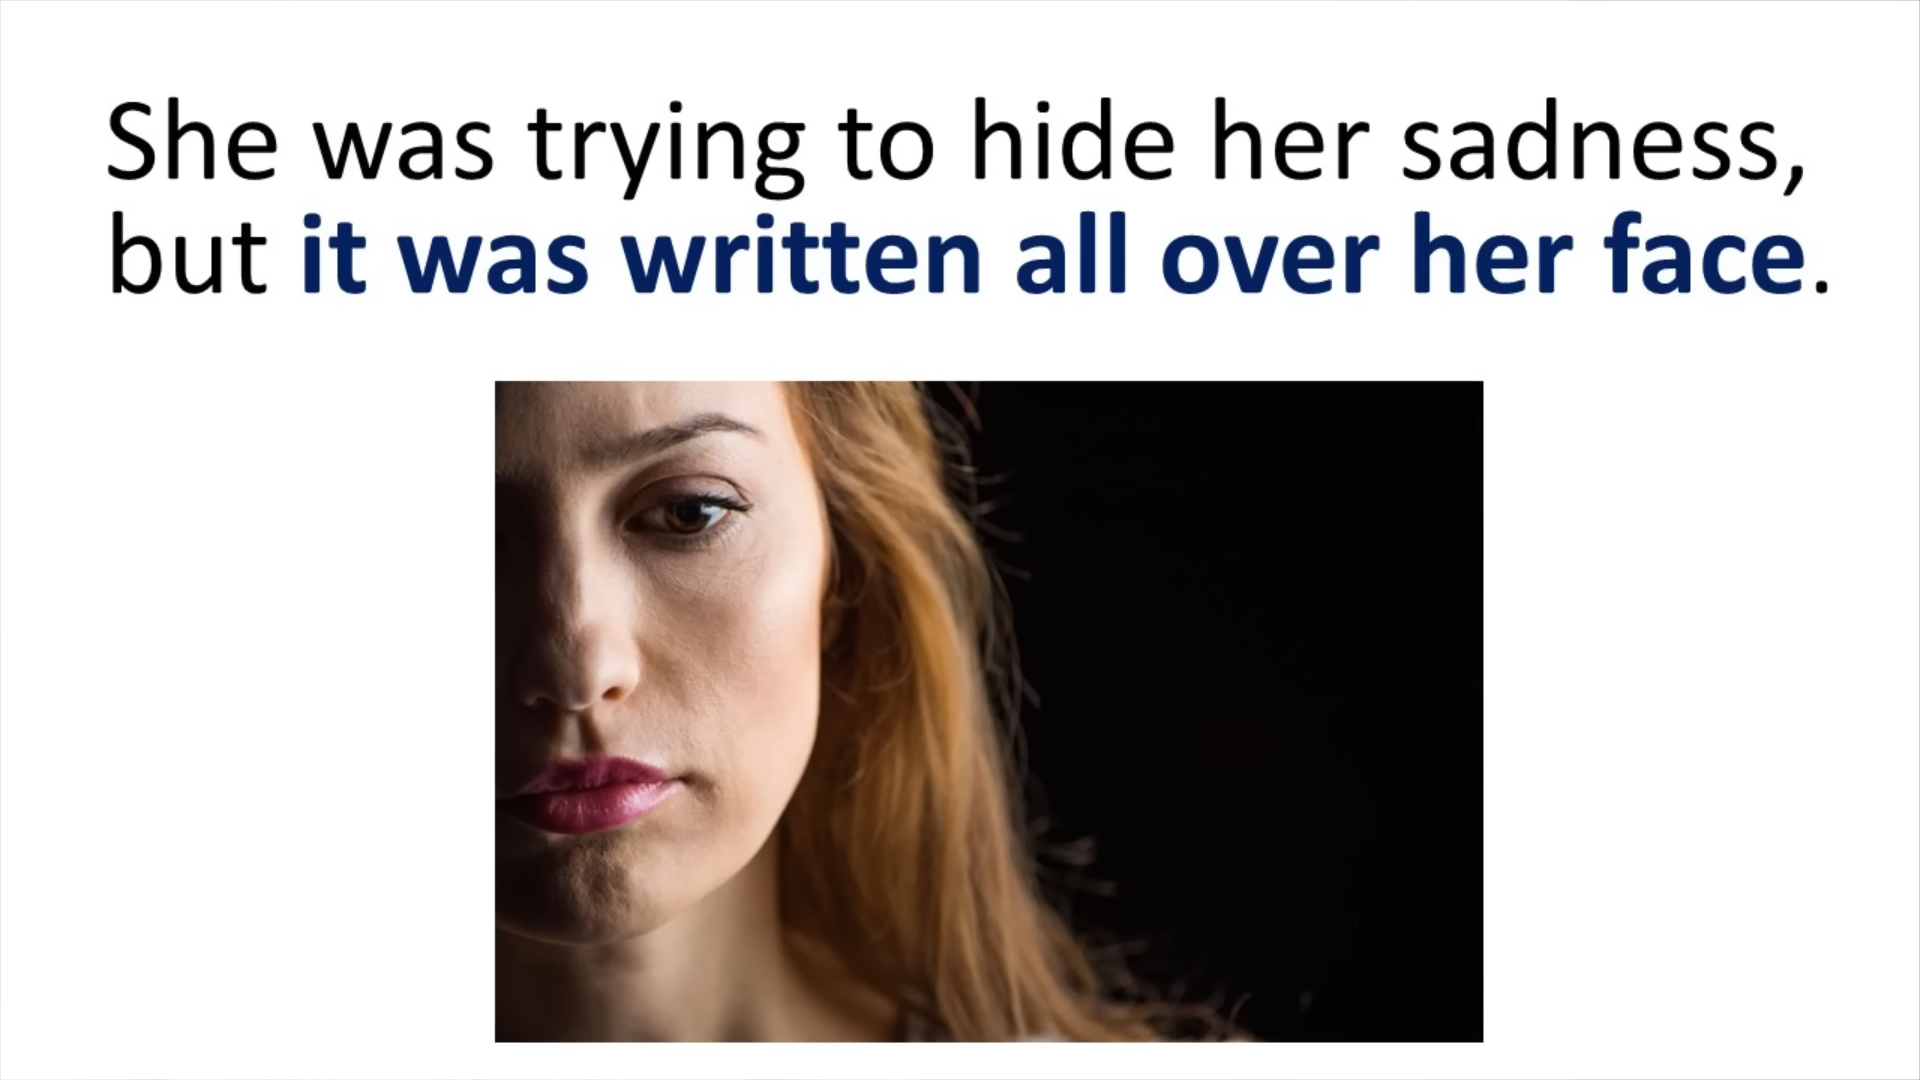 She was trying to hide her sadness,
but it was written all over her face.